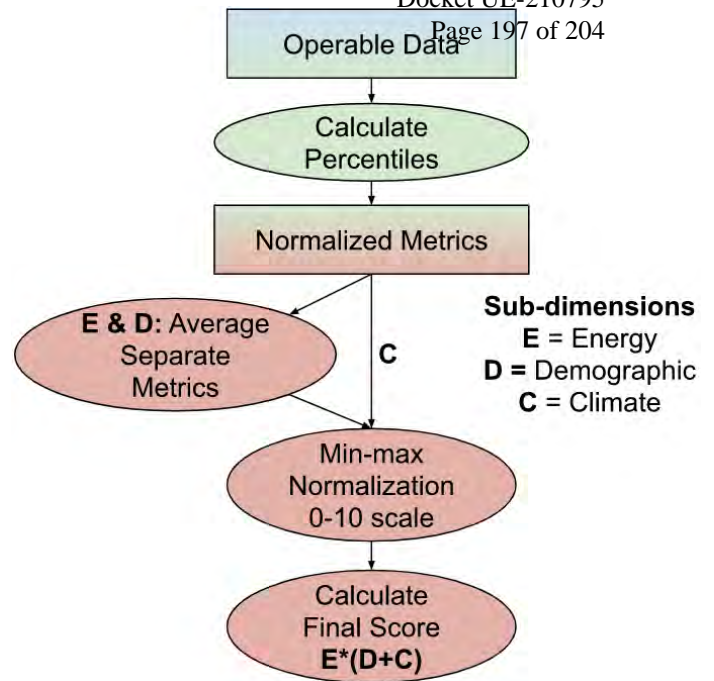 Docket UE-210795
Page 197 of 204
Operable Data
Calculate
Percentiles
Normalized Metrics
E & D: Average
Separate
Metrics
C
Sub-dimensions
E = Energy
D = Demographic
C = Climate
Min-max
Normalization
0-10 scale
Calculate
Final Score
E*(D+C)